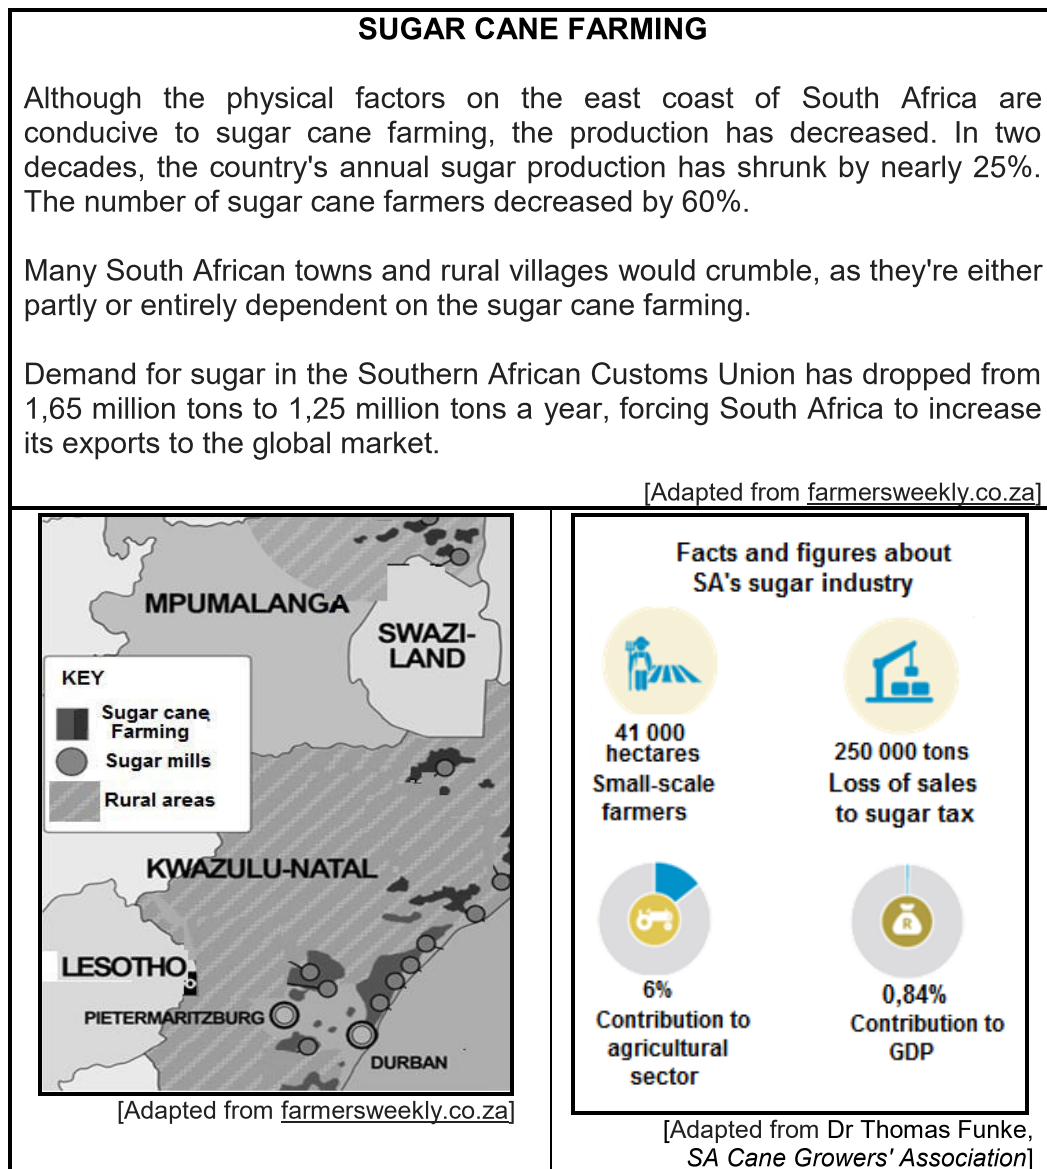 SUGAR CANE FARMING
Although the physical factors on the east coast of South Africa are
conducive to sugar cane farming, the production has decreased. In two
decades, the country's annual sugar production has shrunk by nearly 25%.
The number of sugar cane farmers decreased by 60%.
Many South African towns and rural villages would crumble, as they're either
partly or entirely dependent on the sugar cane farming.
Demand for sugar in the Southern African Customs Union has dropped from
1,65 million tons to 1,25 million tons a year, forcing South Africa to increase
its exports to the global market.
[Adapted from farmersweekly.co.za]
MPUMALANGA
SWAZI-
LAND
KEY
Sugar cane
Farming
Sugar mills
Rural areas
KWAZULU-NATAL
LESOTHO
PIETERMARITZBURG
DURBAN
[Adapted from farmersweekly.co.za]
Facts and figures about
SA's sugar industry
41 000
hectares
Small-scale
farmers
250 000 tons
Loss of sales
to sugar tax
R
6%
Contribution to
agricultural
sector
0,84%
Contribution to
GDP
[Adapted from Dr Thomas Funke,
SA Cane Growers' Association]